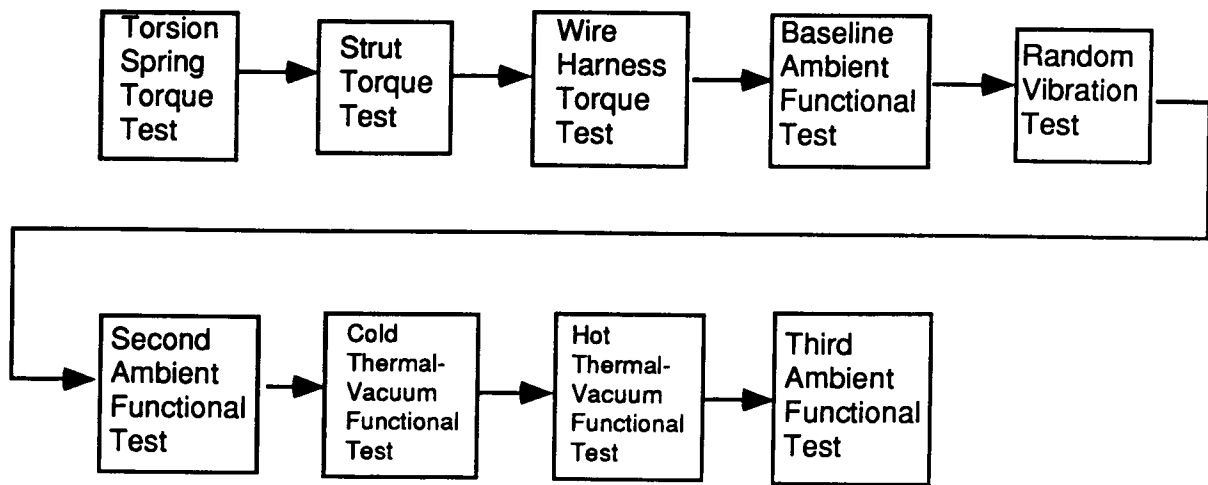 Torsion
Spring
Torque
Test
Strut
Torque
Test
Wire
Harness
Torque
Test
Baseline
Ambient
Functional
Test
Random
Vibration
Test
Second
Ambient
Functional
Test
Cold
Thermal-
Vacuum
Functional
Test
Hot
Thermal-
Vacuum
Functional
Test
Third
Ambient
Functional
Test